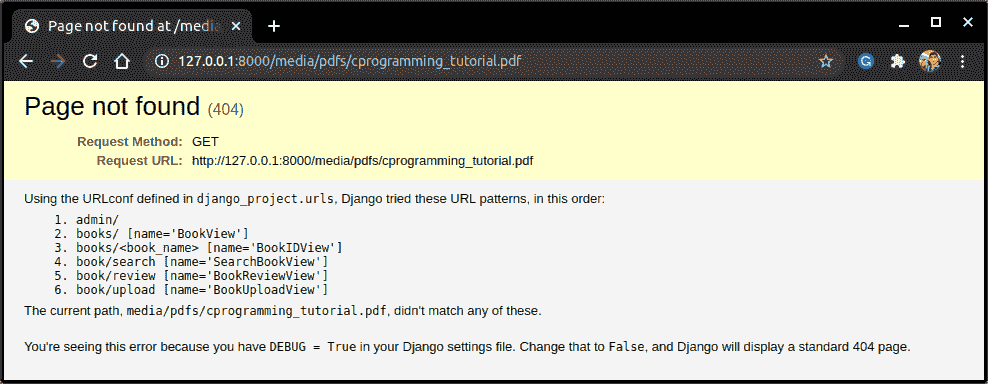 Page not found at /media
127.0.0.1:8000/media/pdfs/cprogramming_tutorial.pdf
Page not found (404)
Request Method: GET
Request URL: http://127.0.0.1:8000/media/pdfs/cprogramming_tutorial.pdf
Using the URLconf defined in django_project.urls, Django tried these URL patterns, in this order:
1. admin/
2. books/ [name='BookView']
3. books/<book_name> [name='BookIDView']
4. book/search [name='SearchBookView']
5. book/review [name='BookReviewView']
6. book/upload [name='BookUploadView']
The current path, media/pdfs/cprogramming_tutorial.pdf, didn't match any of these.
You're seeing this error because you have DEBUG = True in your Django settings file. Change that to False, and Django will display a standard 404 page.